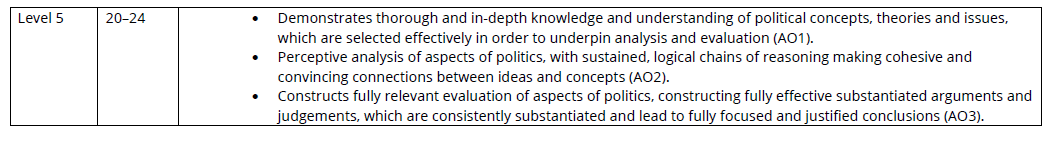 Level 5 20–24 • Demonstrates thorough and in-depth knowledge and understanding of political concepts, theories and issues,
which are selected effectively in order to underpin analysis and evaluation (AO1).
• Perceptive analysis of aspects of politics, with sustained, logical chains of reasoning making cohesive and
convincing connections between ideas and concepts (AO2).
• Constructs fully relevant evaluation of aspects of politics, constructing fully effective substantiated arguments and
judgements, which are consistently substantiated and lead to fully focused and justified conclusions (AO3).